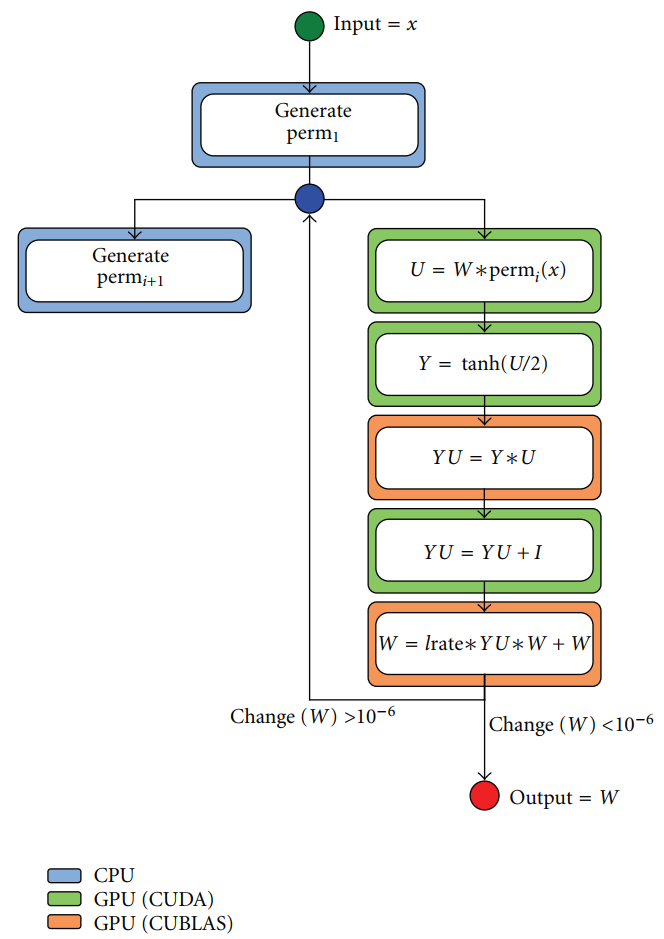 Input = x
Generate
perm₁
Generate
permᵢ₊₁
U = W∗permᵢ(x)
Y = tanh(U/2)
YU = Y∗U
YU = YU + I
W = lrate∗YU∗W + W
Change (W) >10⁻⁶
Change (W) <10⁻⁶
Output = W
CPU
GPU (CUDA)
GPU (CUBLAS)